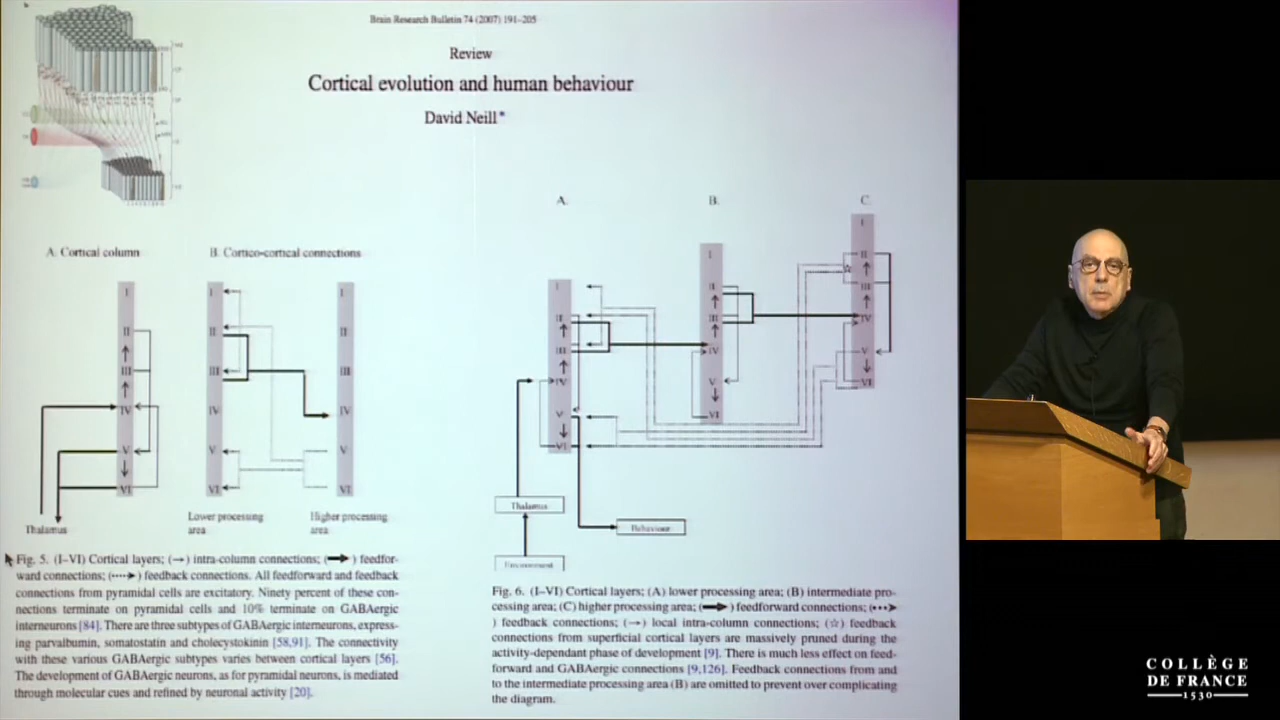 Brain Research Bulletin 74 (2007) 191–205
Review
Cortical evolution and human behaviour
David Neill*
A. Cortical column
B. Cortico-cortical connections
I
II
III
IV
V
VI
Thalamus
I
II
III
IV
V
VI
Lower processing
area
II
III
IV
V
VI
Higher processing
area
A.
I
II
III
IV
V
VI
B.
I
II
III
IV
V
VI
C.
I
II
III
IV
V
VI
Thalamus
Behaviour
Environment
Fig. 5. (I–VI) Cortical layers; (→) intra-column connections; (➞) feedfor-
ward connections; (····➤) feedback connections. All feedforward and feedback
connections from pyramidal cells are excitatory. Ninety percent of these con-
nections terminate on pyramidal cells and 10% terminate on GABAergic
interneurons [84]. There are three subtypes of GABAergic interneurons, express-
ing parvalbumin, somatostatin and cholecystokinin [58,91]. The connectivity
with these various GABAergic subtypes varies between cortical layers [56].
The development of GABAergic neurons, as for pyramidal neurons, is mediated
through molecular cues and refined by neuronal activity [20].
Fig. 6. (I–VI) Cortical layers; (A) lower processing area; (B) intermediate pro-
cessing area; (C) higher processing area; (➞) feedforward connections; (•••➤
) feedback connections; (→) local intra-column connections; (☆) feedback
connections from superficial cortical layers are massively pruned during the
activity-dependant phase of development [9]. There is much less effect on feed-
forward and GABAergic connections [9,126]. Feedback connections from and
to the intermediate processing area (B) are omitted to prevent over complicating
the diagram.
COLLÈGE
DE FRANCE
1530